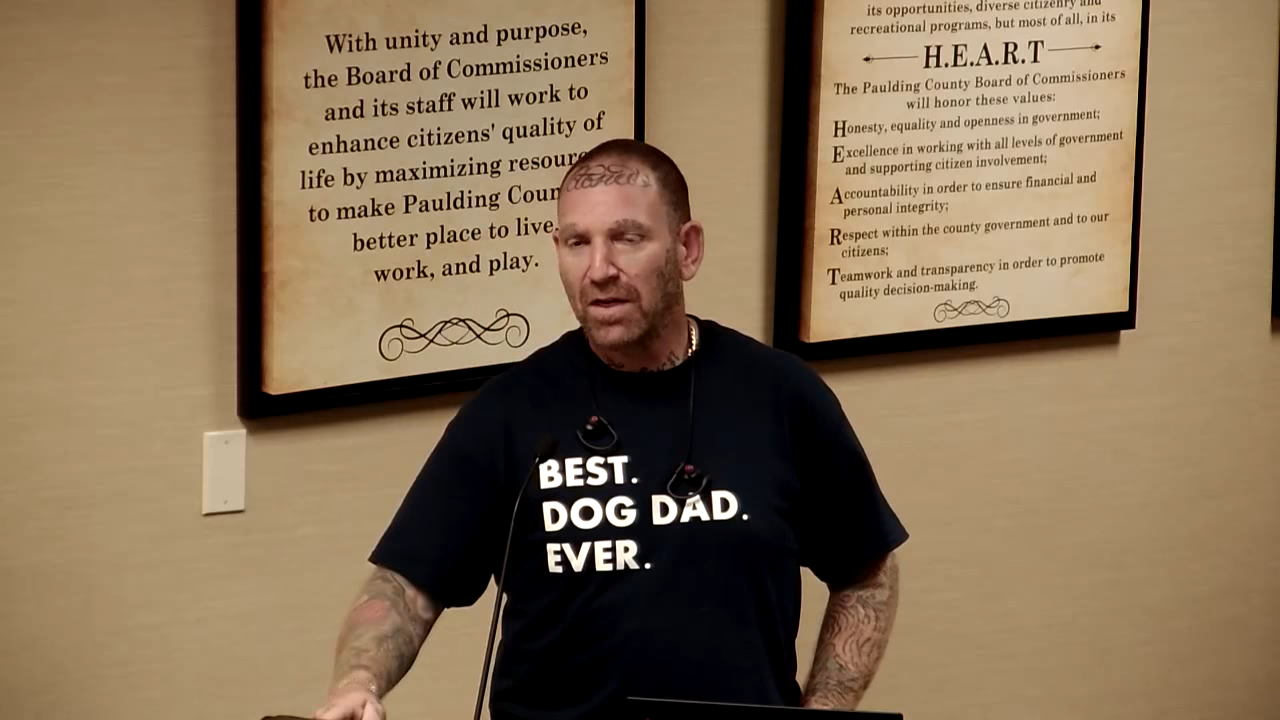 With unity and purpose,
the Board of Commissioners
and its staff will work to
enhance citizens' quality of
life by maximizing
to make Paulding
better place to live,
work, and play.
its opportunities, diverse citizenry and
recreational programs, but most of all, in its
H.E.A.R.T
The Paulding County Board of Commissioners
will honor these values:
Honesty, equality and openness in government;
Excellence in working with all levels of government
and supporting citizen involvement;
Accountability in order to ensure financial and
personal integrity;
Respect within the county government and to our
citizens;
Teamwork and transparency in order to promote
quality decision-making.
BEST.
DOG DAD.
EVER.